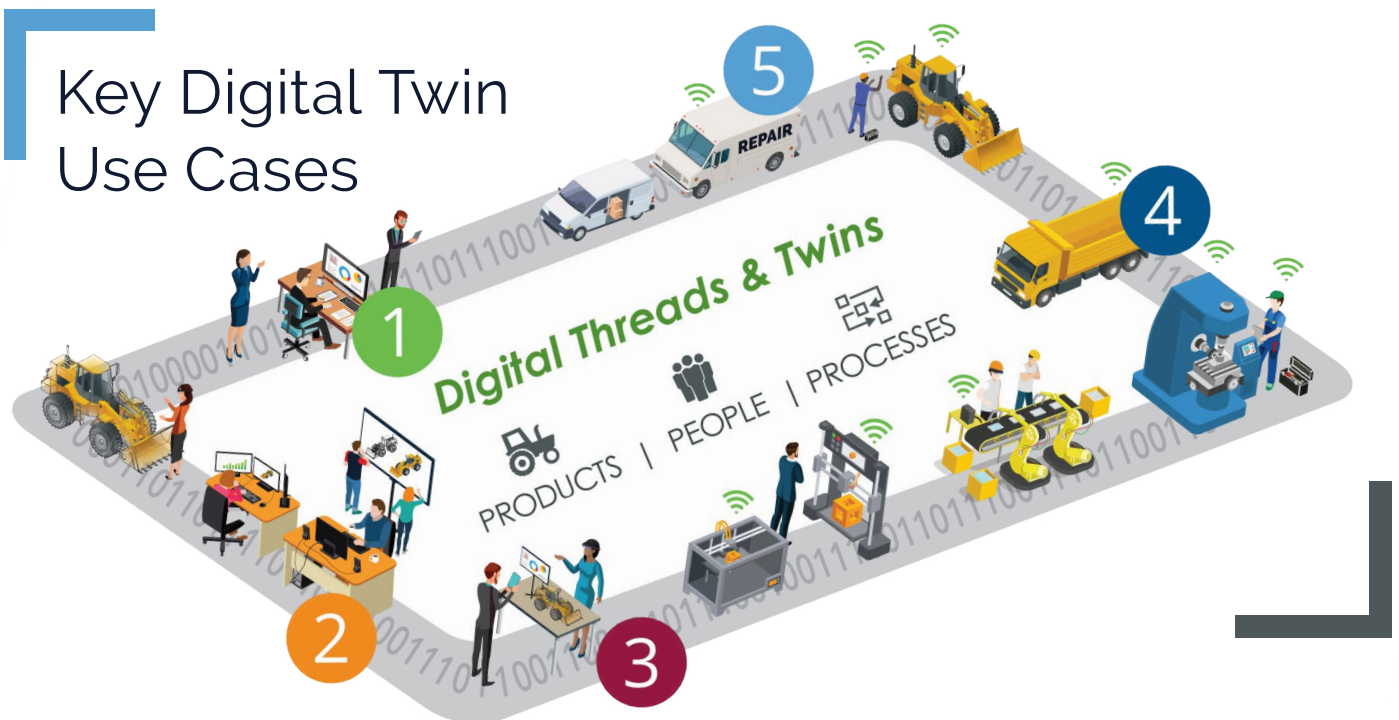 Key Digital Twin
Use Cases
5
REPAIR
4
1
Digital Threads & Twins
PRODUCTS | PEOPLE | PROCESSES
2
3